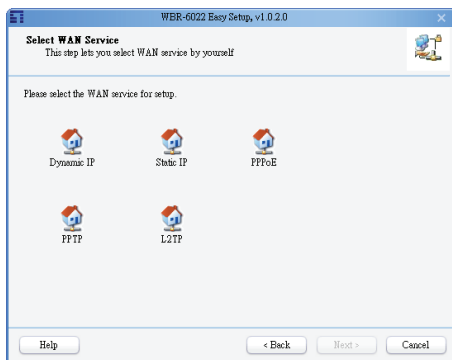 WBR-6022 Easy Setup, v1.0.2.0
Select WAN Service
This step lets you select WAN service by yourself
Please select the WAN service for setup.
Dynamic IP Static IP PPPoE
PPTP L2TP
Help < Back Next > Cancel